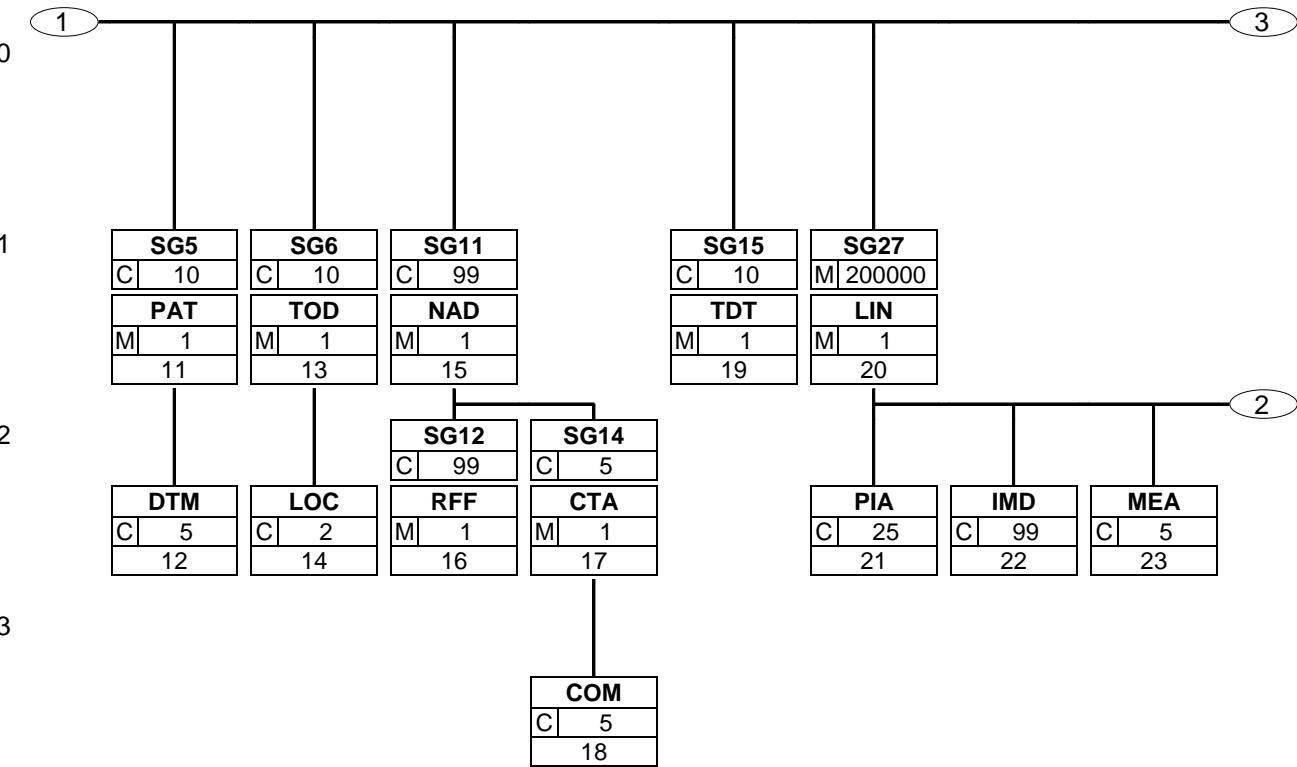 1 3
0
1
SG5 SG6 SG11 SG15 SG27
C 10 C 10 C 99 C 10 M 200000
PAT TOD NAD TDT LIN
M 1 M 1 M 1 M 1 M 1
11 13 15 19 20
2
2
SG12 SG14
C 99 C 5
DTM LOC RFF CTA PIA IMD MEA
C 5 C 2 M 1 M 1 C 25 C 99 C 5
12 14 16 17 21 22 23
3
COM
C 5
18